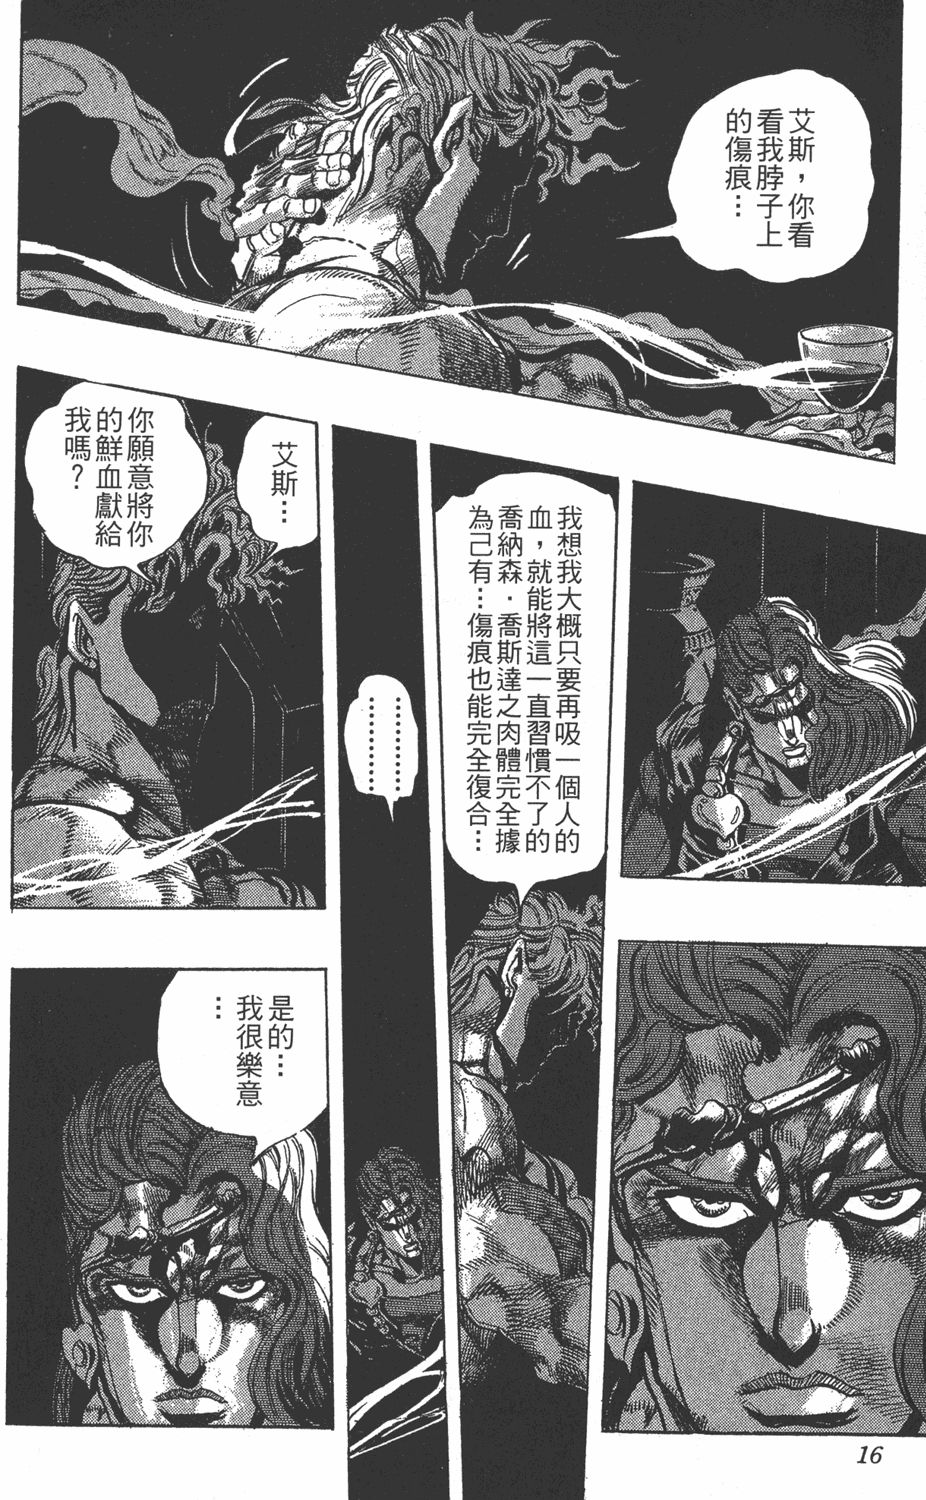 艾斯，你看
看我脖子上
的傷痕…
我想我大概只要再吸一個人的
血，就能將這一直習慣不了的
喬納森．喬斯達之肉體完全據
為己有…傷痕也能完全復合…
…………
艾斯…
你願意將你
的鮮血獻給
我嗎？
是的…
我很樂意
…
16